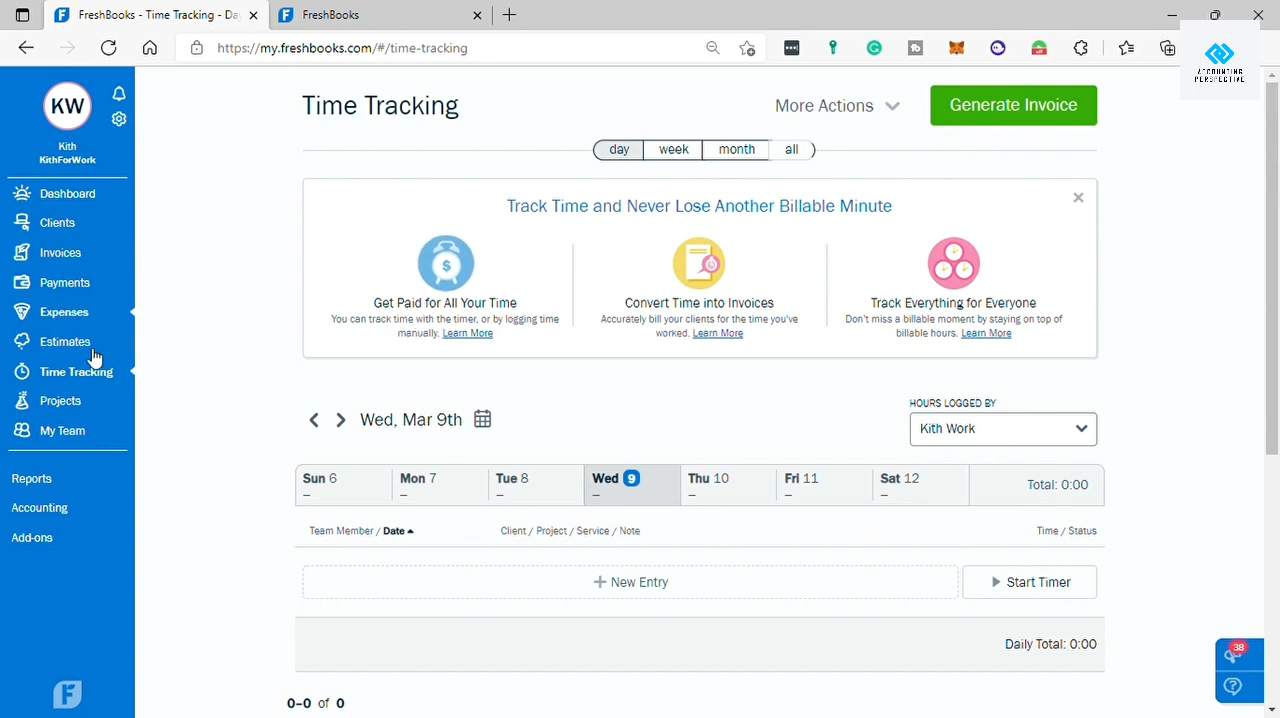 FreshBooks - Time Tracking - Da
FreshBooks
https://my.freshbooks.com/#/time-tracking
ACCOUNTING
PERSPECTIVE
KW
Kith
KithForWork
Dashboard
Clients
Invoices
Payments
Expenses
Estimates
Time Tracking
Projects
My Team
Reports
Accounting
Add-ons
Time Tracking
More Actions
Generate Invoice
day week month all
Track Time and Never Lose Another Billable Minute
Get Paid for All Your Time
You can track time with the timer, or by logging time
manually. Learn More
Convert Time into Invoices
Accurately bill your clients for the time you've
worked. Learn More
Track Everything for Everyone
Don't miss a billable moment by staying on top of
billable hours. Learn More
Wed, Mar 9th
HOURS LOGGED BY
Kith Work
Sun 6 Mon 7 Tue 8 Wed 9 Thu 10 Fri 11 Sat 12 Total: 0:00
– – – – – – –
Team Member / Date Client / Project / Service / Note Time / Status
+ New Entry
Start Timer
Daily Total: 0:00
0–0 of 0
38